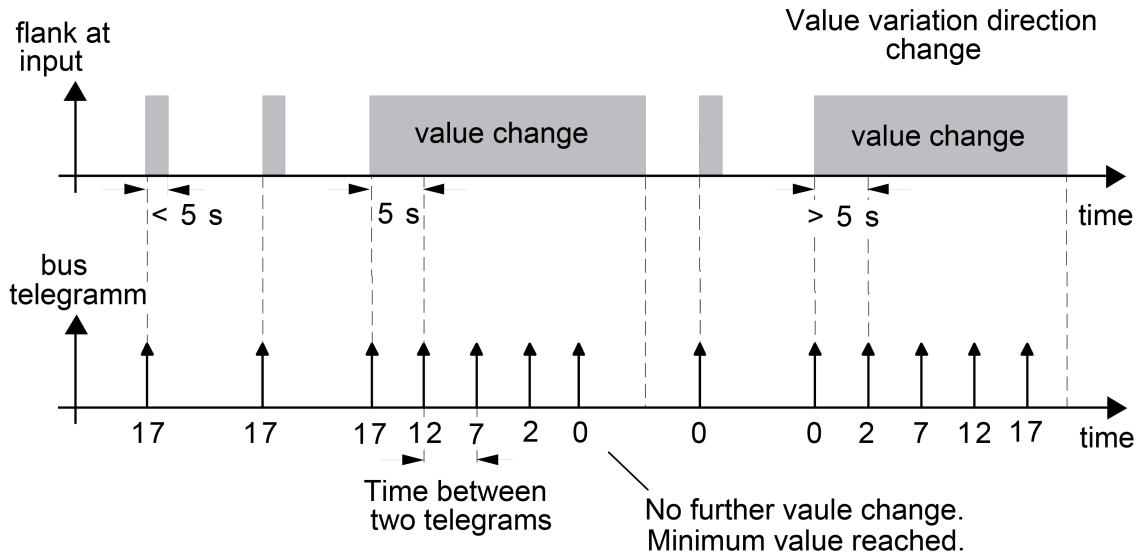 flank at
input
Value variation direction
change
value change
value change
< 5 s
5 s
> 5 s
time
bus
telegramm
17 17 17 12 7 2 0 0 0 2 7 12 17
time
Time between
two telegrams
No further vaule change.
Minimum value reached.